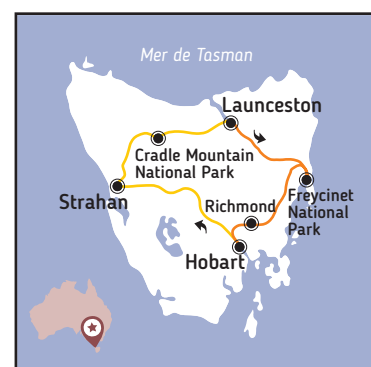 Mer de Tasman
Launceston
Cradle Mountain
National Park
Strahan
Richmond
Freycinet
National
Park
Hobart